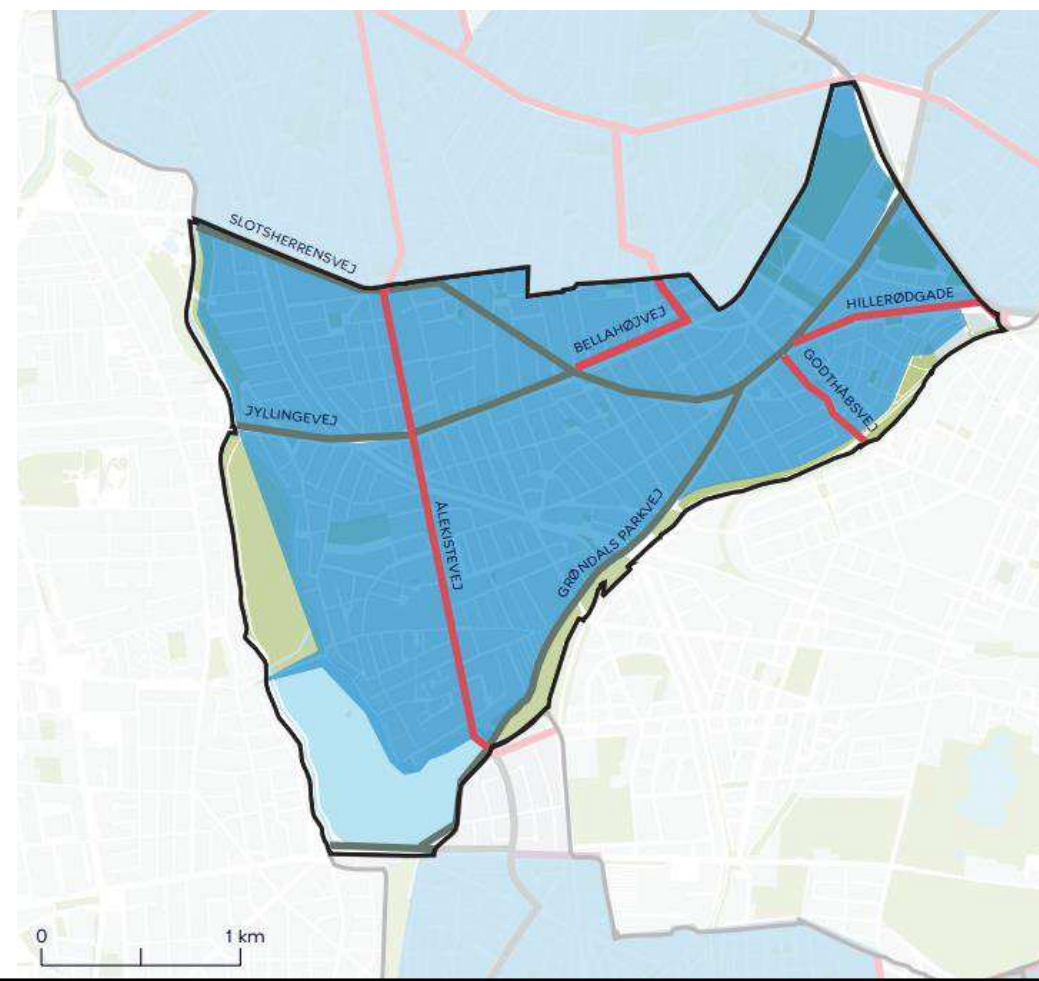 SLOTSHERRENSVEJ
HILLERØDGADE
BELLAHØJVEJ
GODTHÅBSVEJ
JYLLINGEVEJ
ÅLEKISTEVEJ
GRØNDALS PARKVEJ
0 1 km